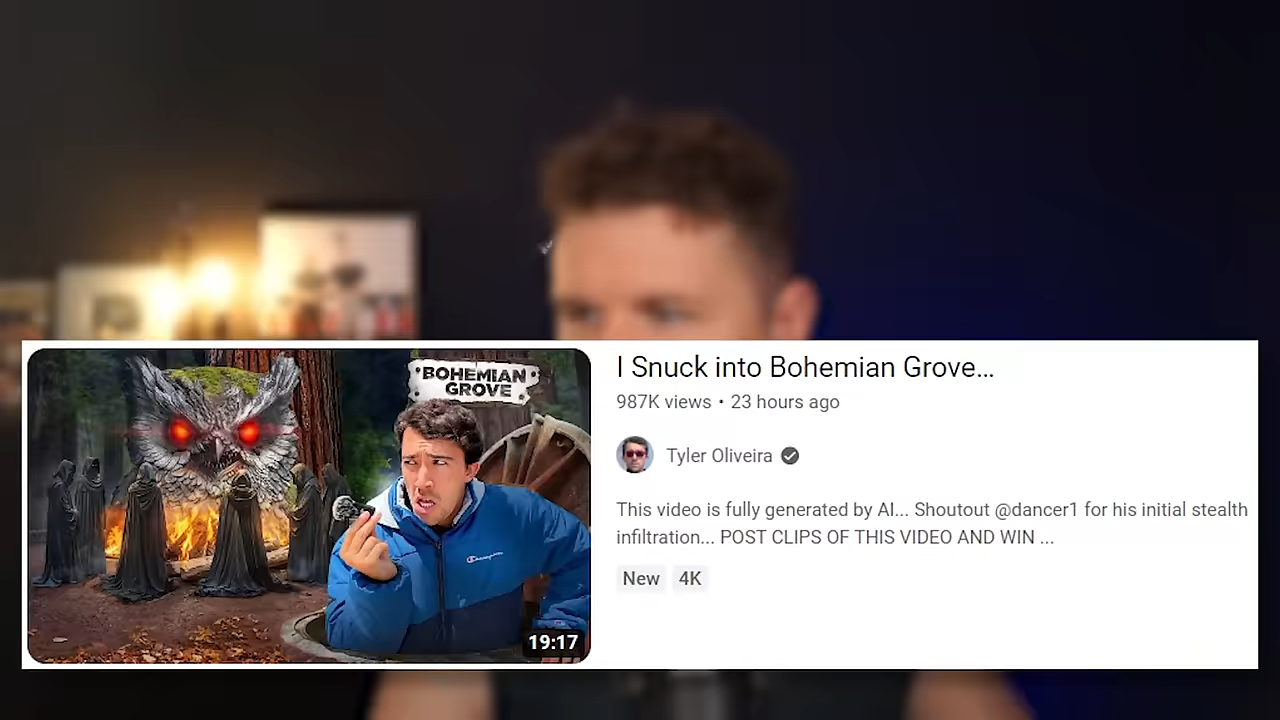 BOHEMIAN
GROVE
Champion
19:17
I Snuck into Bohemian Grove...
987K views • 23 hours ago
Tyler Oliveira
This video is fully generated by AI... Shoutout @dancer1 for his initial stealth
infiltration... POST CLIPS OF THIS VIDEO AND WIN ...
New 4K